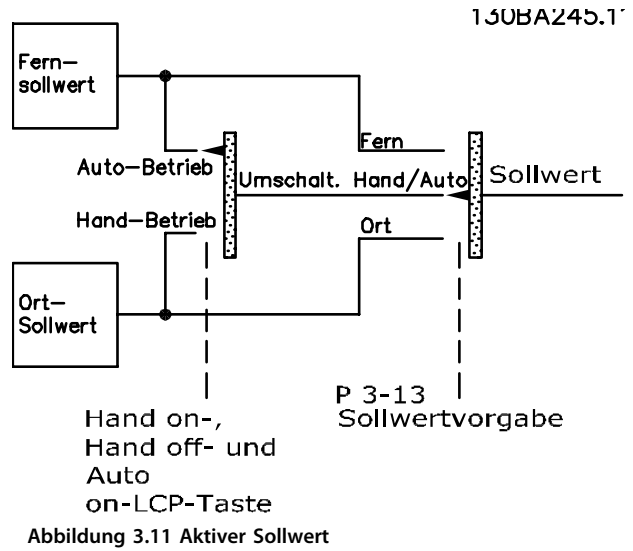 130BA245.11
Fern-
sollwert
Fern
Auto-Betrieb
Umschalt. Hand/Auto
Sollwert
Hand-Betrieb
Ort
Ort-
Sollwert
P 3-13
Sollwertvorgabe
Hand on-,
Hand off- und
Auto
on-LCP-Taste
Abbildung 3.11 Aktiver Sollwert